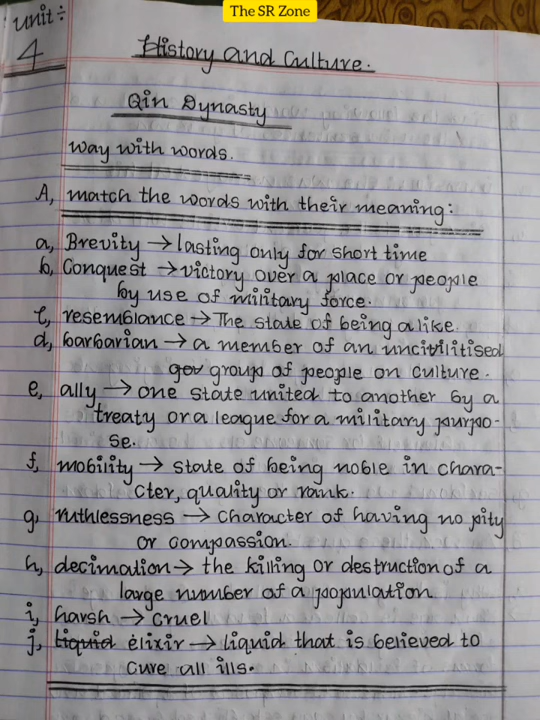 The SR Zone
unit÷
4
History and Culture.
Qin Dynasty
way with words.
A, match the words with their meaning:
a, Brevity → lasting only for short time
b, Conquest → victory over a place or people
by use of military force.
c, resemblance → The state of being alike.
d, barbarian → a member of an uncivilitised
gov group of people on culture.
e, ally → one state united to another by a
treaty or a league for a military purpo-
se.
f, mobility → state of being noble in chara-
cter, quality or rank.
g, ruthlessness → character of having no pity
or compassion.
h, decimation → the killing or destruction of a
large number of a population.
i, harsh → cruel
j, liquid elixir → liquid that is believed to
cure all ills.